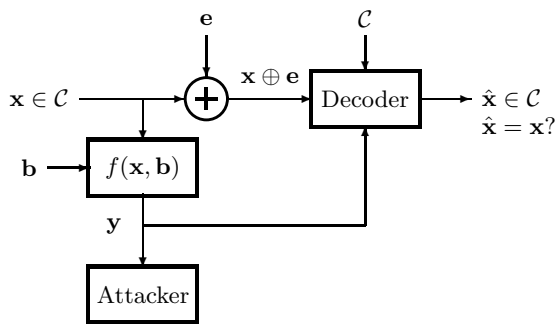 e
𝒞
x ∈ 𝒞
x ⊕ e
Decoder
x̂ ∈ 𝒞
x̂ = x?
b
f(x, b)
y
Attacker